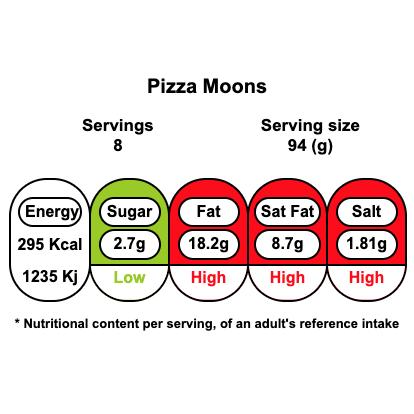 Pizza Moons
Servings Serving size
8 94 (g)
Energy Sugar Fat Sat Fat Salt
295 Kcal 2.7g 18.2g 8.7g 1.81g
1235 Kj Low High High High
* Nutritional content per serving, of an adult's reference intake